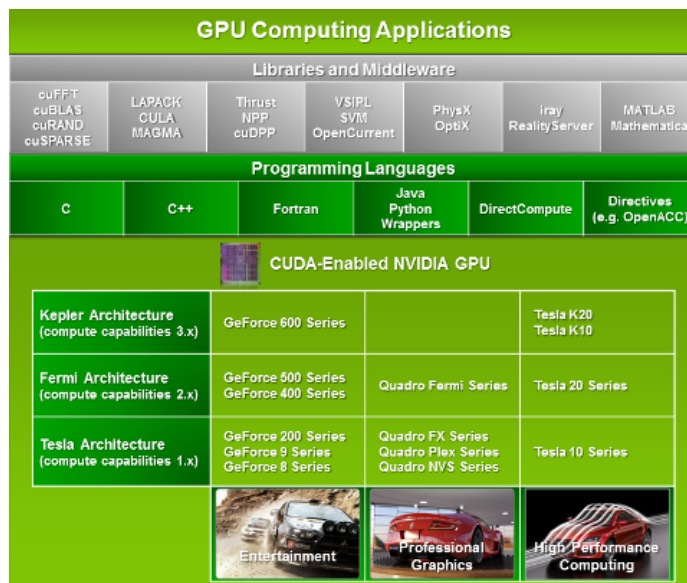 GPU Computing Applications
Libraries and Middleware
cuFFT
cuBLAS
cuRAND
cuSPARSE
LAPACK
CULA
MAGMA
Thrust
NPP
cuDPP
VSIPL
SVM
OpenCurrent
PhysX
OptiX
iray
RealityServer
MATLAB
Mathematica
Programming Languages
C
C++
Fortran
Java
Python
Wrappers
DirectCompute
Directives
(e.g. OpenACC)
CUDA-Enabled NVIDIA GPU
Kepler Architecture
(compute capabilities 3.x)
GeForce 600 Series
Tesla K20
Tesla K10
Fermi Architecture
(compute capabilities 2.x)
GeForce 500 Series
GeForce 400 Series
Quadro Fermi Series
Tesla 20 Series
Tesla Architecture
(compute capabilities 1.x)
GeForce 200 Series
GeForce 9 Series
GeForce 8 Series
Quadro FX Series
Quadro Plex Series
Quadro NVS Series
Tesla 10 Series
Entertainment
Professional
Graphics
High Performance
Computing